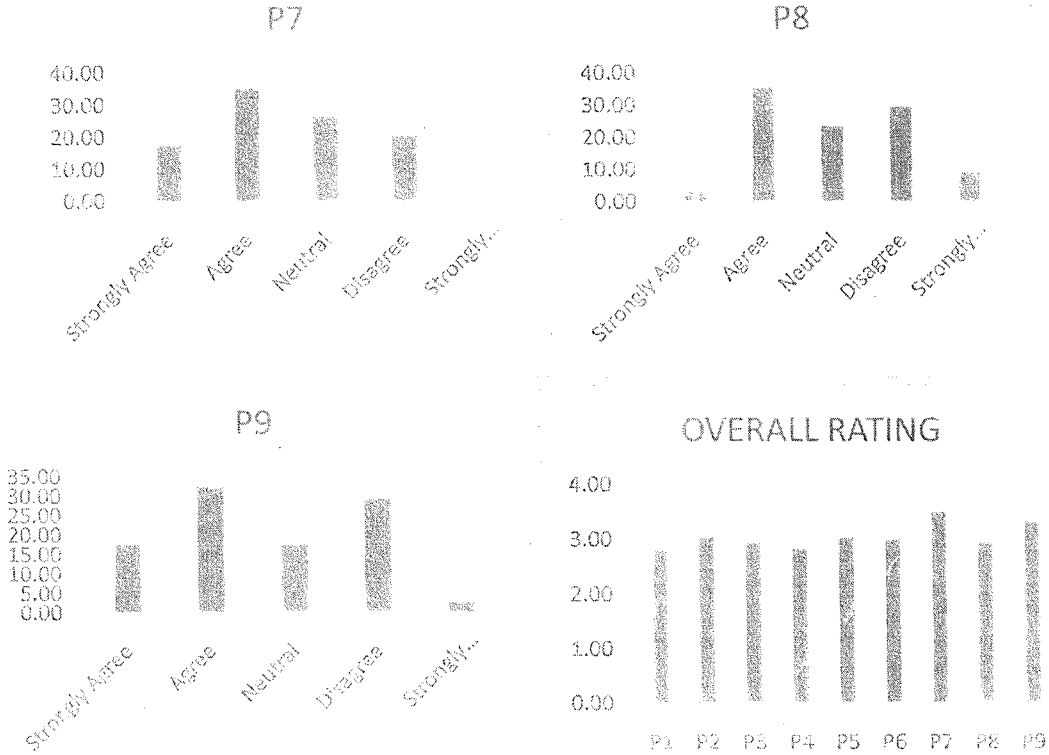 P7
40.00
30.00
20.00
10.00
0.00
Strongly Agree
Agree
Neutral
Disagree
Strongly...
P8
40.00
30.00
20.00
10.00
0.00
Strongly Agree
Agree
Neutral
Disagree
Strongly...
P9
35.00
30.00
25.00
20.00
15.00
10.00
5.00
0.00
Strongly Agree
Agree
Neutral
Disagree
Strongly...
OVERALL RATING
4.00
3.00
2.00
1.00
0.00
P1 P2 P3 P4 P5 P6 P7 P8 P9